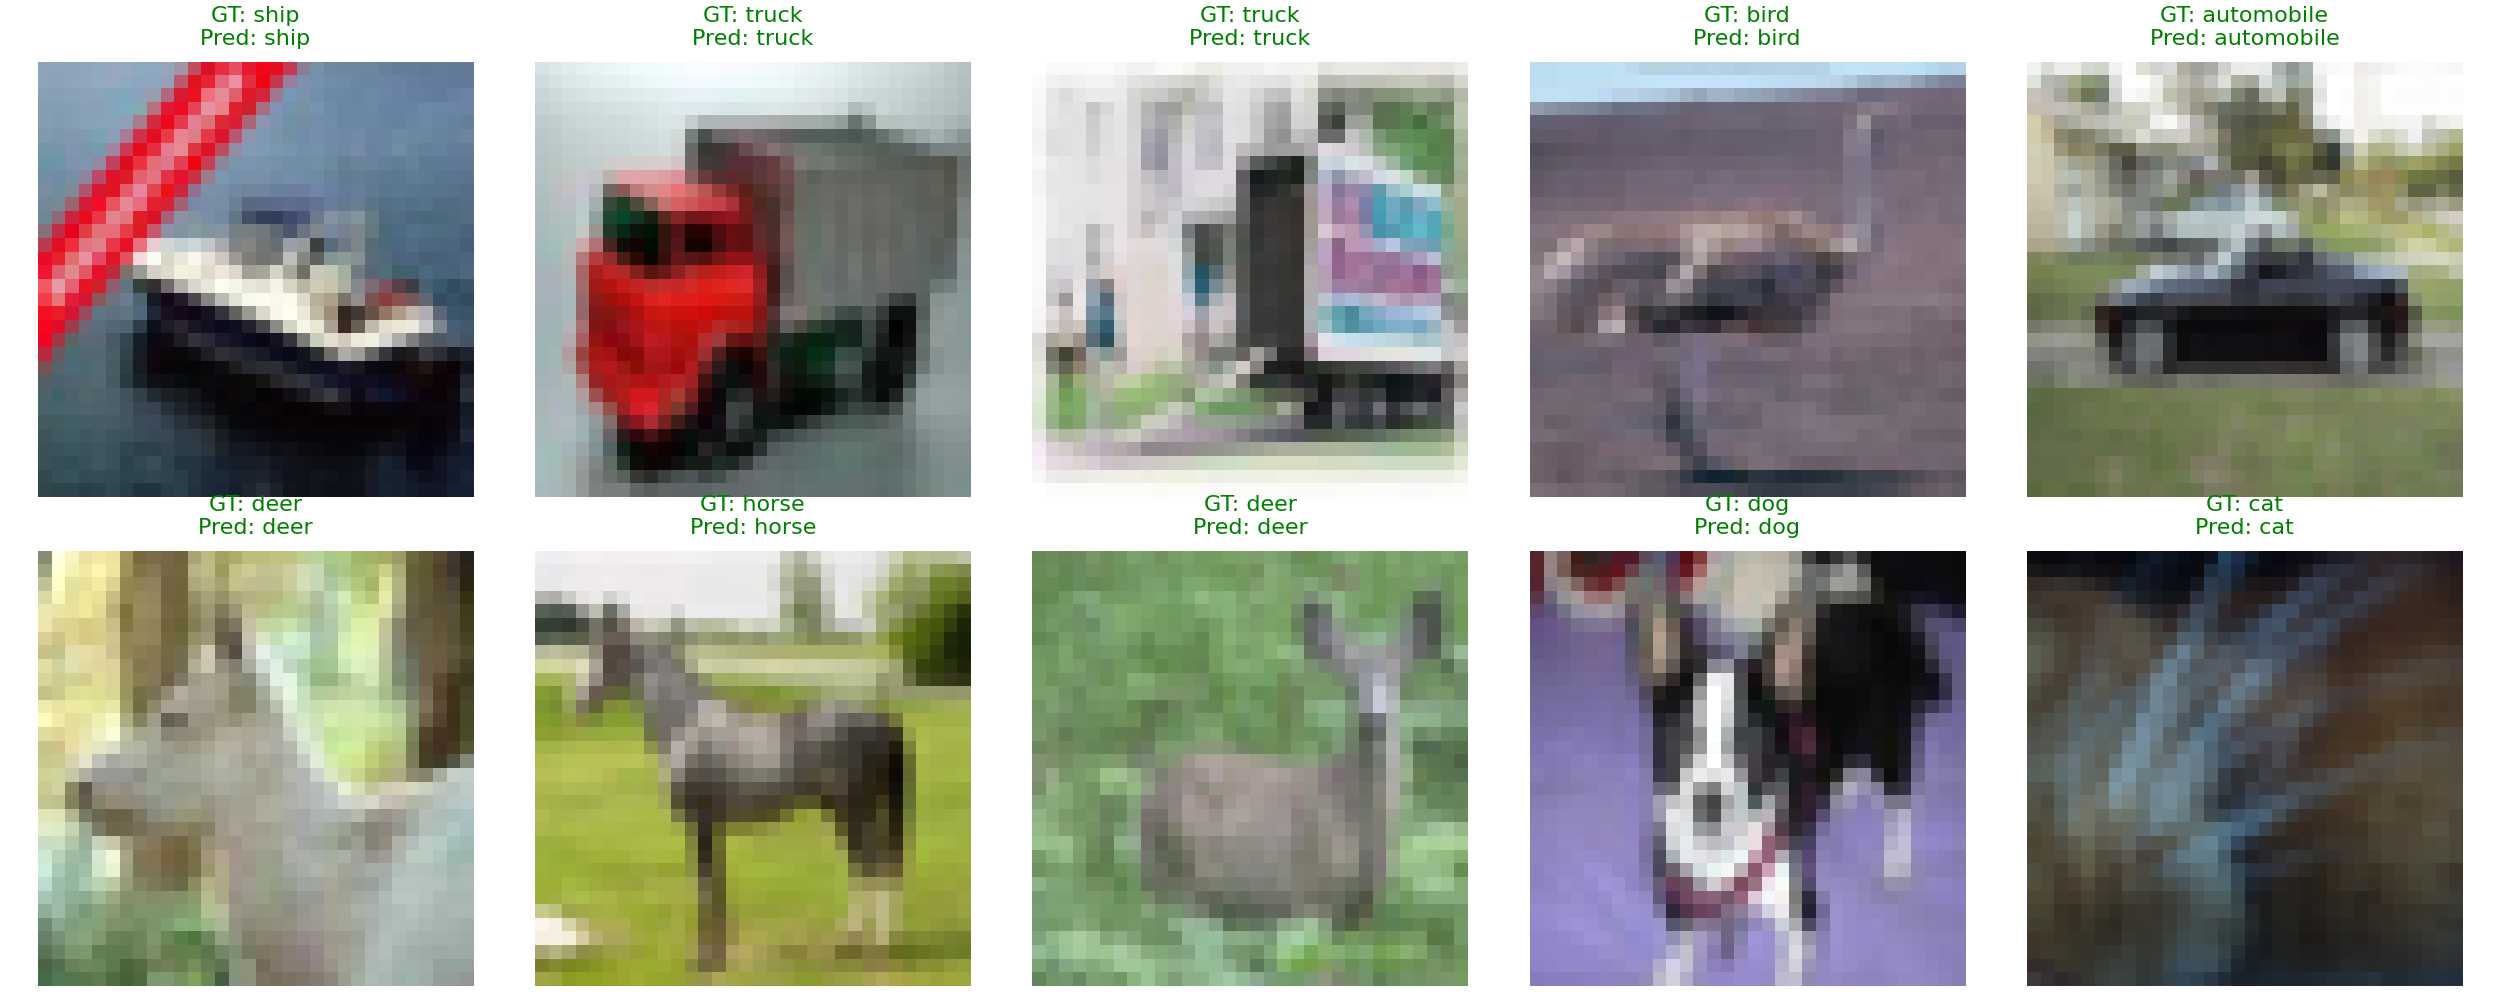 GT: ship
Pred: ship
GT: truck
Pred: truck
GT: truck
Pred: truck
GT: bird
Pred: bird
GT: automobile
Pred: automobile
GT: deer
Pred: deer
GT: horse
Pred: horse
GT: deer
Pred: deer
GT: dog
Pred: dog
GT: cat
Pred: cat